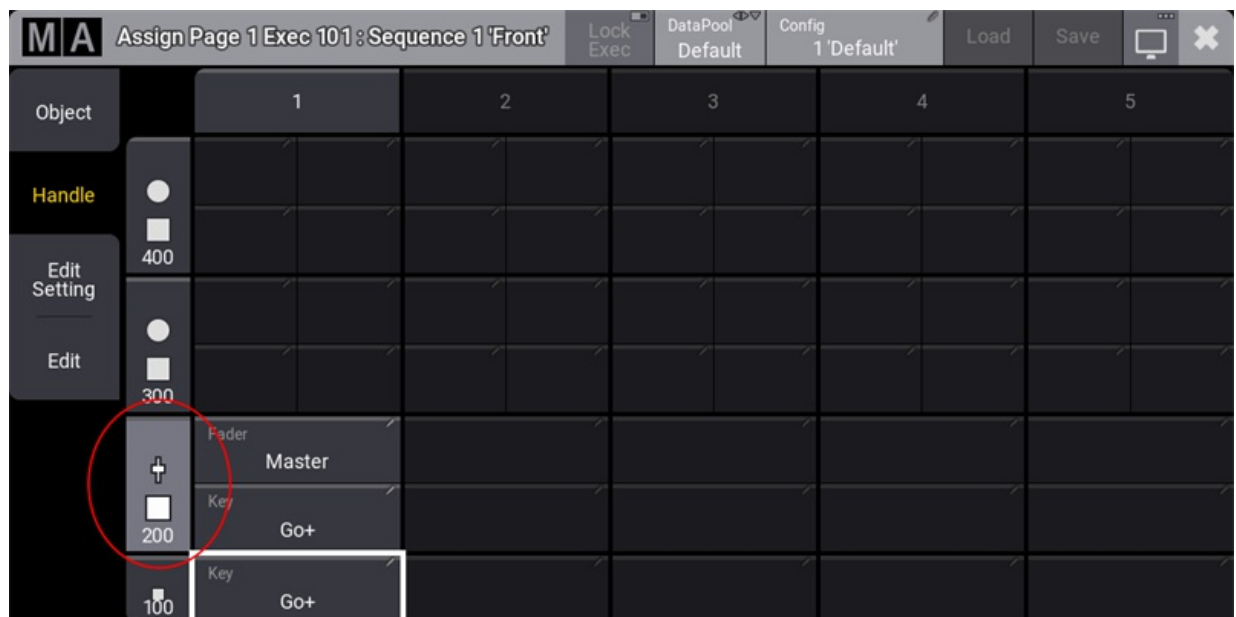 MA Assign Page 1 Exec 101 : Sequence 1 'Front' Lock Exec DataPool Default Config 1 'Default' Load Save
Object 1 2 3 4 5
Handle
400
Edit
Setting
Edit
300
Fader
Master
Key
200 Go+
Key
100 Go+